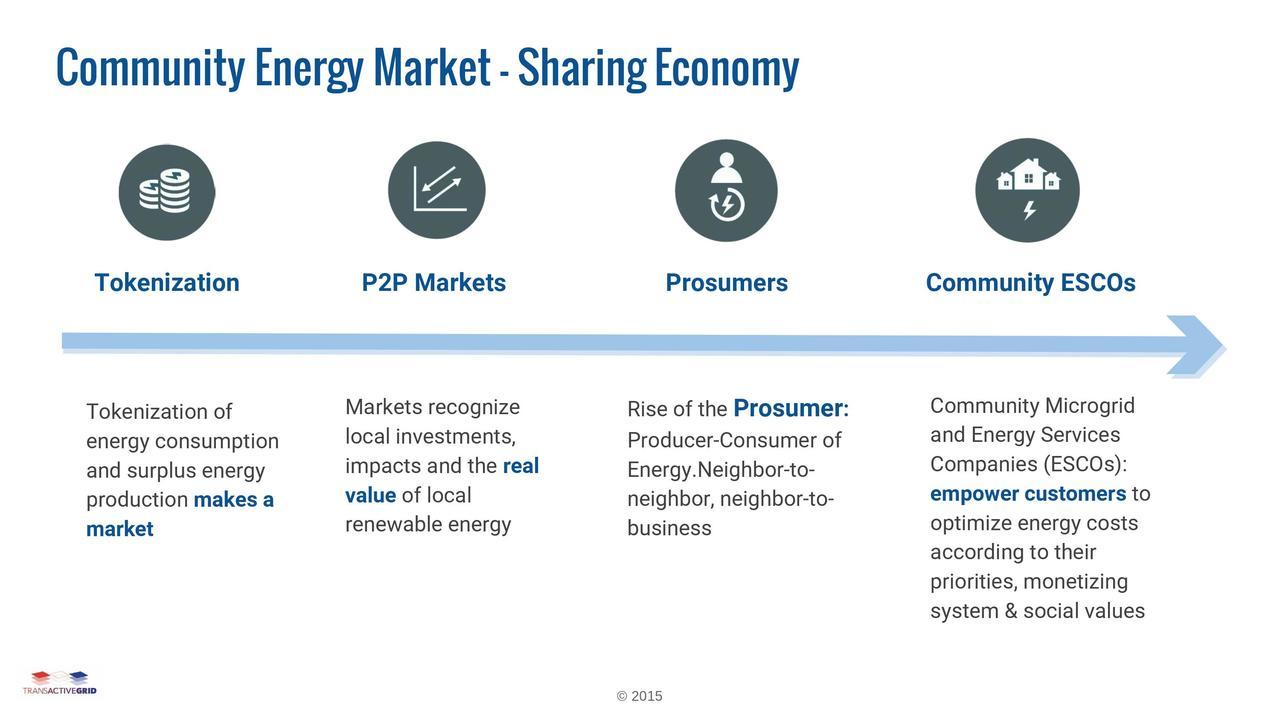 Community Energy Market - Sharing Economy
Tokenization
P2P Markets
Prosumers
Community ESCOs
Tokenization of
energy consumption
and surplus energy
production makes a
market
Markets recognize
local investments,
impacts and the real
value of local
renewable energy
Rise of the Prosumer:
Producer-Consumer of
Energy.Neighbor-to-
neighbor, neighbor-to-
business
Community Microgrid
and Energy Services
Companies (ESCOs):
empower customers to
optimize energy costs
according to their
priorities, monetizing
system & social values
TRANSACTIVEGRID
© 2015